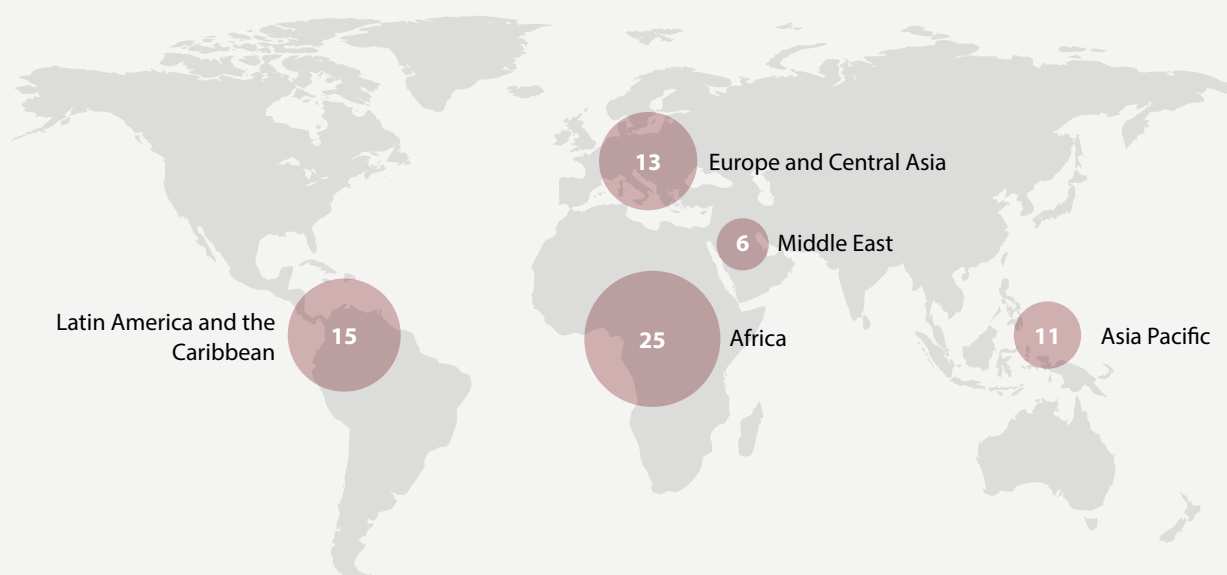 13
Europe and Central Asia
6
Middle East
Latin America and the
Caribbean
15
25
Africa
11
Asia Pacific